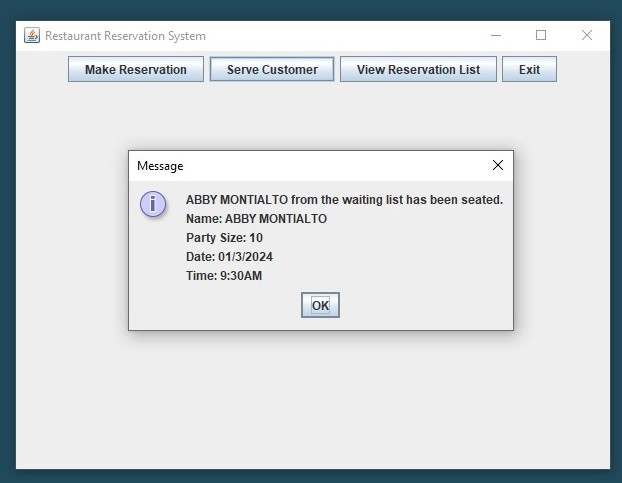 Restaurant Reservation System
Make Reservation Serve Customer View Reservation List Exit
Message
ABBY MONTIALTO from the waiting list has been seated.
Name: ABBY MONTIALTO
Party Size: 10
Date: 01/3/2024
Time: 9:30AM
OK